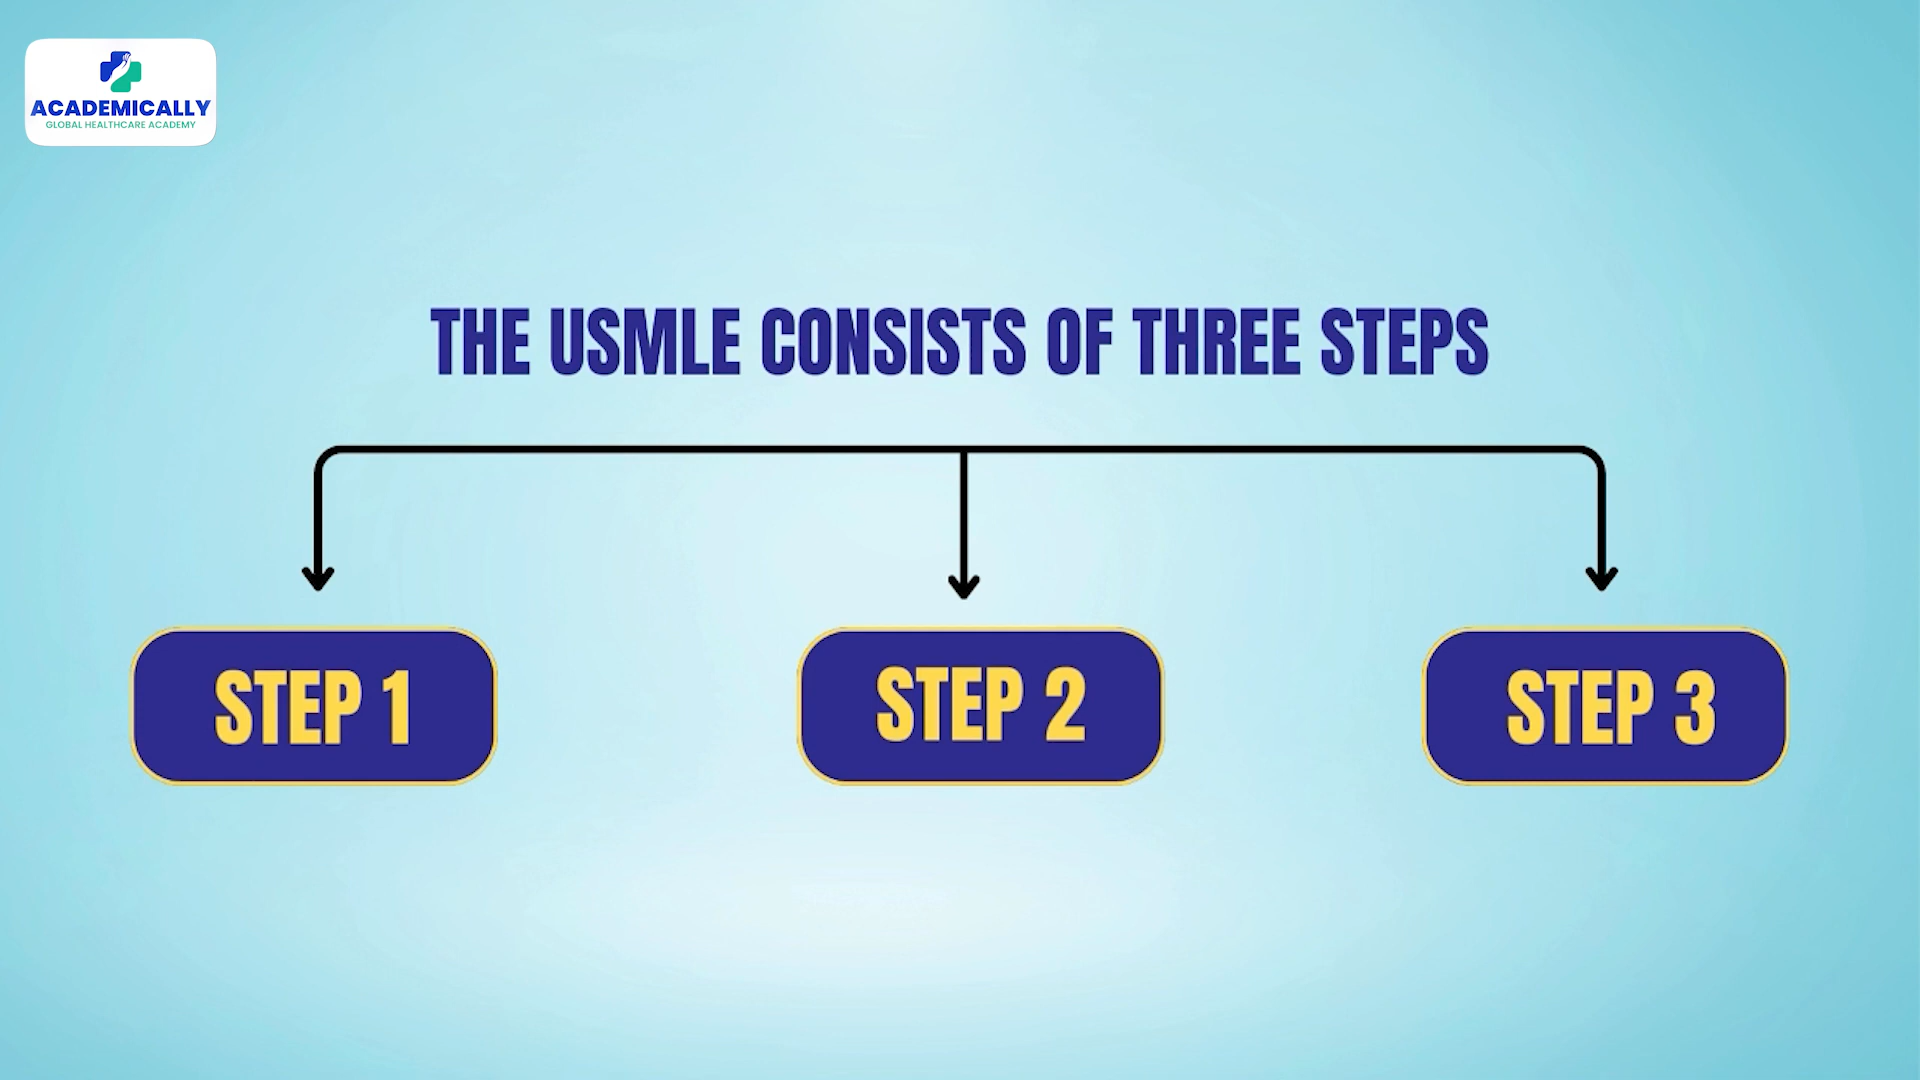 ACADEMICALLY
GLOBAL HEALTHCARE ACADEMY
THE USMLE CONSISTS OF THREE STEPS
STEP 1
STEP 2
STEP 3